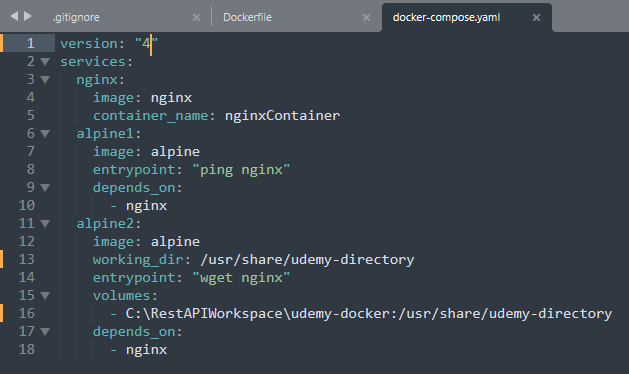 .gitignore × Dockerfile × docker-compose.yaml ×
1 version: "4"
2 services:
3 nginx:
4 image: nginx
5 container_name: nginxContainer
6 alpine1:
7 image: alpine
8 entrypoint: "ping nginx"
9 depends_on:
10 - nginx
11 alpine2:
12 image: alpine
13 working_dir: /usr/share/udemy-directory
14 entrypoint: "wget nginx"
15 volumes:
16 - C:\RestAPIWorkspace\udemy-docker:/usr/share/udemy-directory
17 depends_on:
18 - nginx